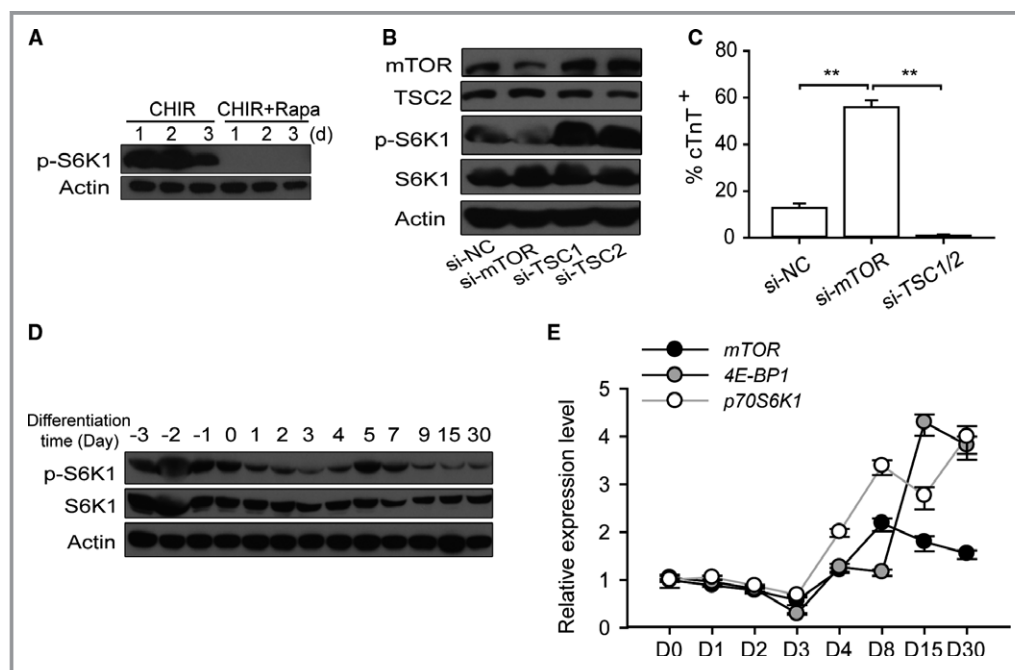 A
CHIR CHIR+Rapa
1 2 3 1 2 3 (d)
p-S6K1
Actin
B
mTOR
TSC2
p-S6K1
S6K1
Actin
si-NC si-mTOR si-TSC1 si-TSC2
C
% cTnT+
80
60
40
20
0
** **
si-NC si-mTOR si-TSC1/2
D
Differentiation
time (Day) -3 -2 -1 0 1 2 3 4 5 7 9 15 30
p-S6K1
S6K1
Actin
E
mTOR
4E-BP1
p70S6K1
Relative expression level
5
4
3
2
1
0
D0 D1 D2 D3 D4 D8 D15 D30